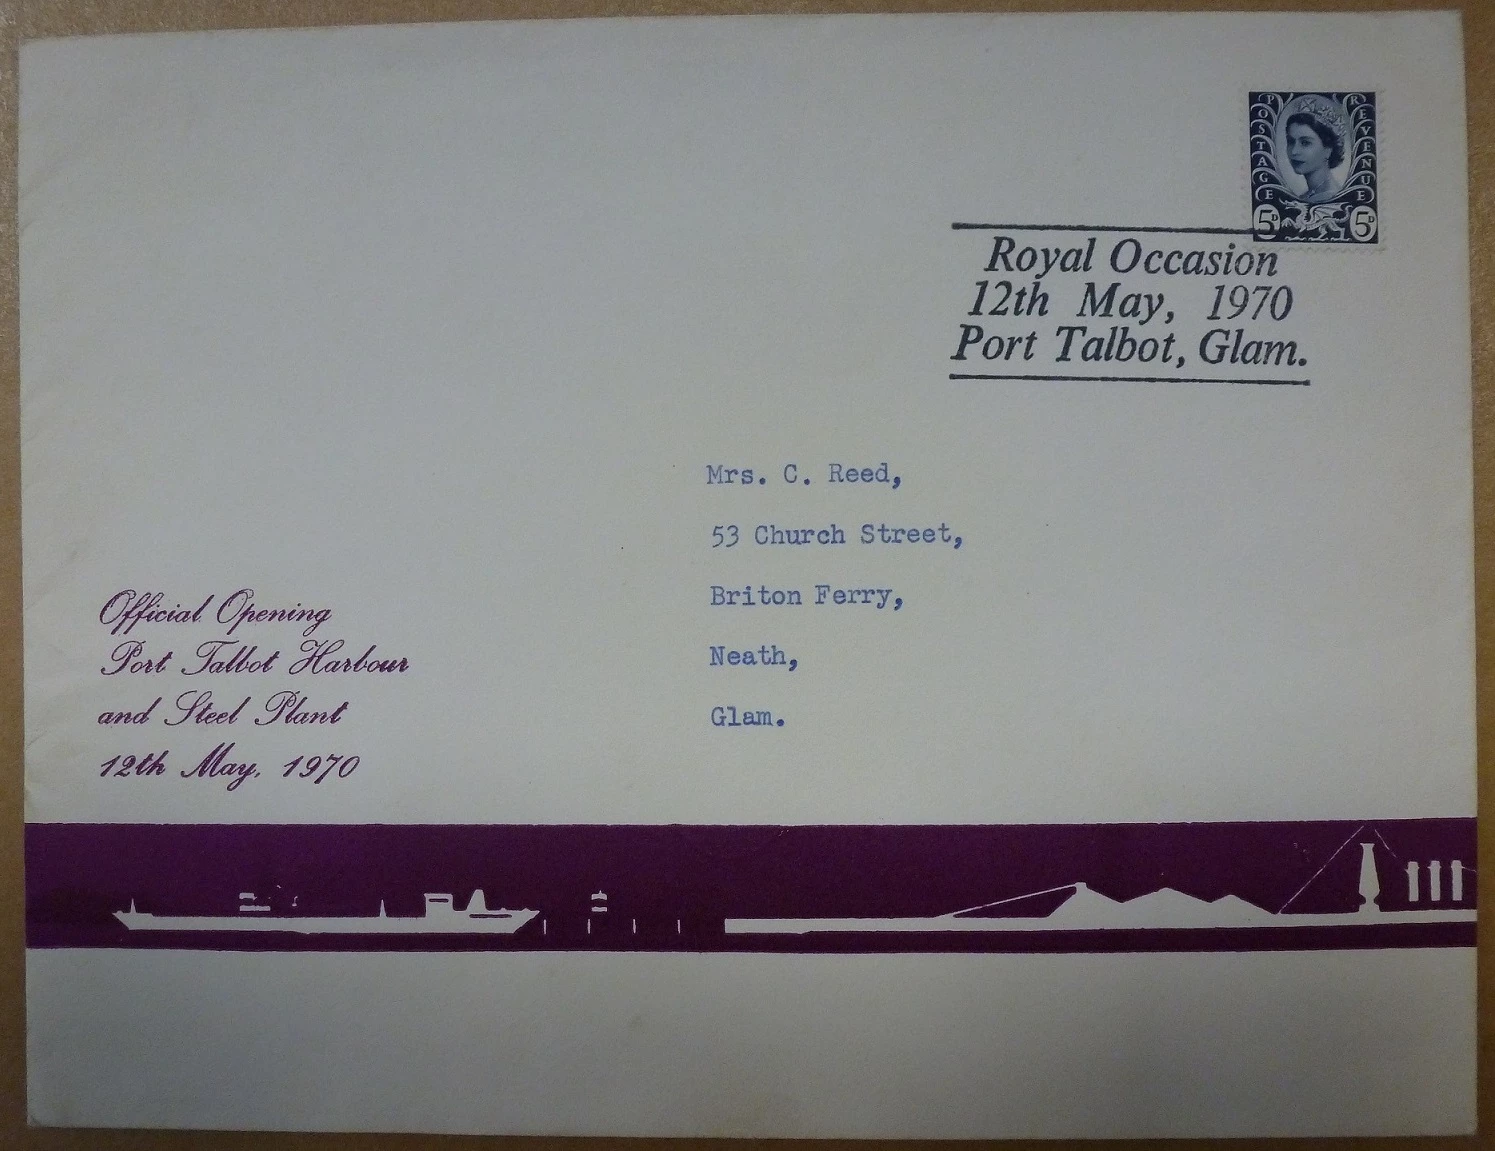 POSTAGE REVENUE
5D 5D
Royal Occasion
12th May, 1970
Port Talbot, Glam.
Mrs. C. Reed,
53 Church Street,
Briton Ferry,
Neath,
Glam.
Official Opening
Port Talbot Harbour
and Steel Plant
12th May, 1970